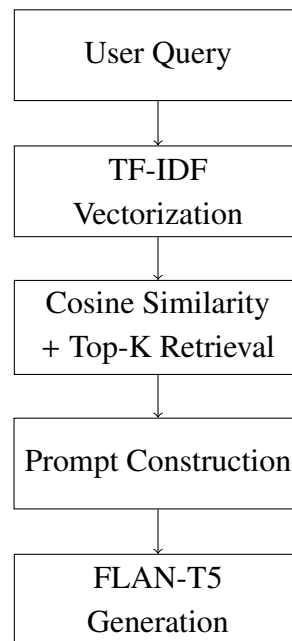 User Query
TF-IDF
Vectorization
Cosine Similarity
+ Top-K Retrieval
Prompt Construction
FLAN-T5
Generation